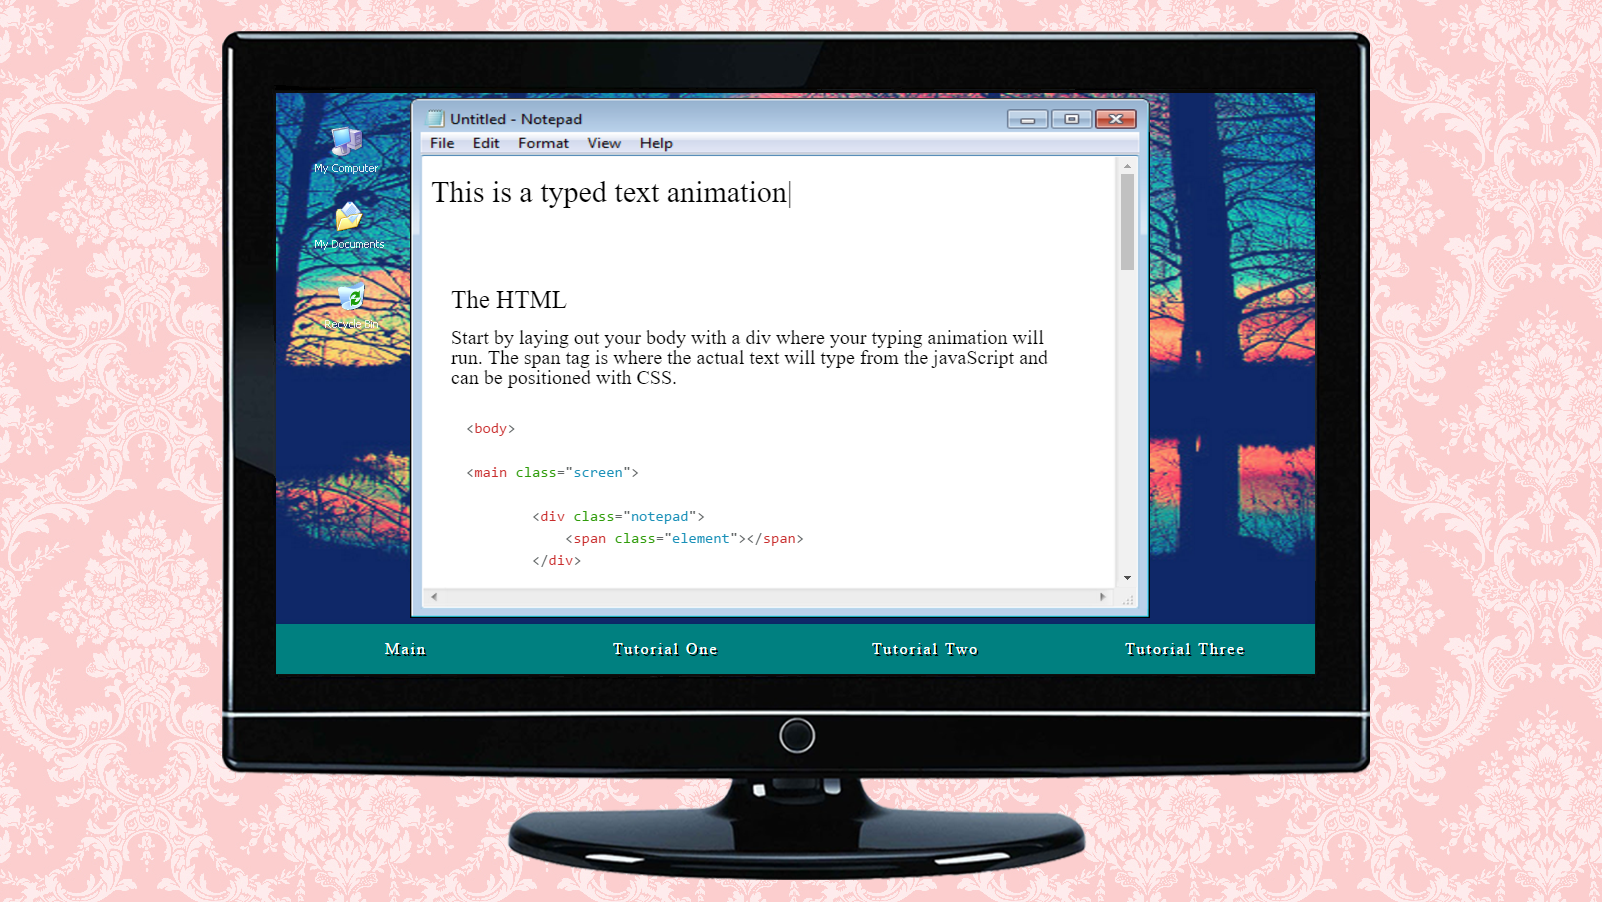 Untitled - Notepad
File Edit Format View Help
My Computer
My Documents
Recycle Bin
This is a typed text animation
The HTML
Start by laying out your body with a div where your typing animation will
run. The span tag is where the actual text will type from the javaScript and
can be positioned with CSS.
<body>
<main class="screen">
<div class="notepad">
<span class="element"></span>
</div>
Main Tutorial One Tutorial Two Tutorial Three